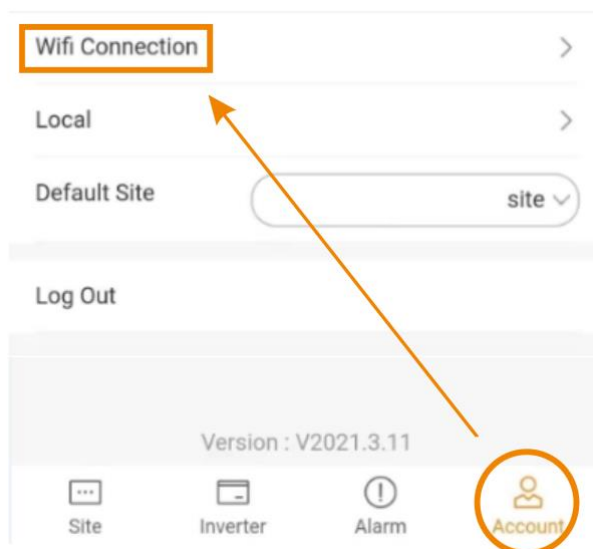 Wifi Connection
Local
Default Site site
Log Out
Version : V2021.3.11
Site Inverter Alarm Account